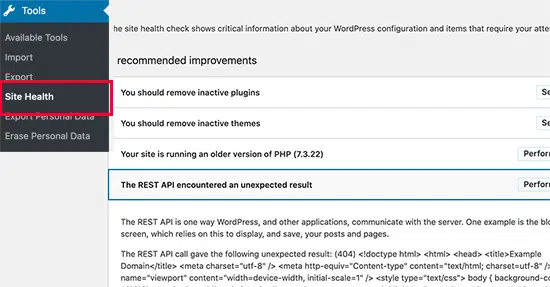 Tools
Available Tools
Import
Export
Site Health
Export Personal Data
Erase Personal Data
he site health check shows critical information about your WordPress configuration and items that require your atte
recommended improvements
You should remove inactive plugins
Se
You should remove inactive themes
Se
Your site is running an older version of PHP (7.3.22)
Perform
The REST API encountered an unexpected result
Perform
The REST API is one way WordPress, and other applications, communicate with the server. One example is the blo
screen, which relies on this to display, and save, your posts and pages.
The REST API call gave the following unexpected result: (404) <!doctype html> <html> <head> <title>Example
Domain</title> <meta charset="utf-8" /> <meta http-equiv="Content-type" content="text/html; charset=utf-8" /
name="viewport" content="width=device-width, initial-scale=1" /> <style type="text/css"> body { background-co